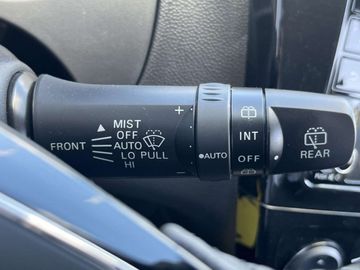 MIST
OFF
FRONT AUTO
LO PULL
HI
+
-
AUTO
INT
OFF
REAR